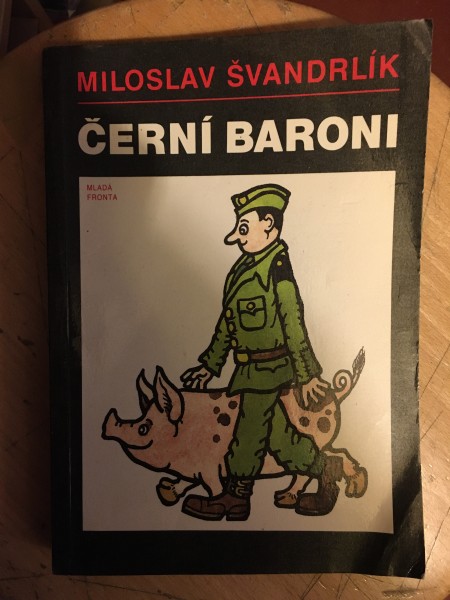 MILOSLAV ŠVANDRLÍK
ČERNÍ BARONI
MLADÁ
FRONTA